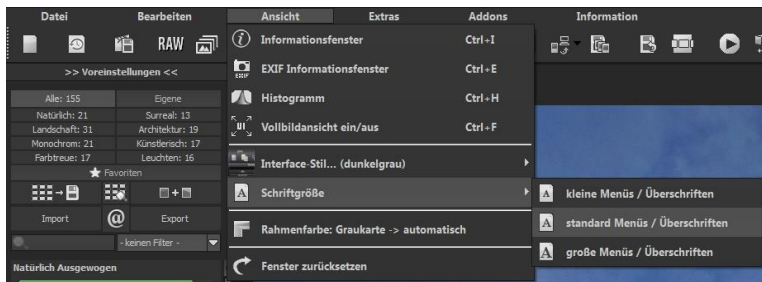 Datei Bearbeiten Ansicht Extras Addons Information
RAW
>> Voreinstellungen <<
Alle: 155 Eigene
Natürlich: 21 Surreal: 13
Landschaft: 31 Architektur: 19
Monochrom: 21 Künstlerisch: 17
Farbtreue: 17 Leuchten: 16
Favoriten
Import @ Export
- keinen Filter -
Natürlich Ausgewogen
Informationsfenster Ctrl+I
EXIF EXIF Informationsfenster Ctrl+E
Histogramm Ctrl+H
UI Vollbildansicht ein/aus Ctrl+F
Interface-Stil... (dunkelgrau)
A Schriftgröße
Rahmenfarbe: Graukarte -> automatisch
Fenster zurücksetzen
A kleine Menüs / Überschriften
A standard Menüs / Überschriften
A große Menüs / Überschriften